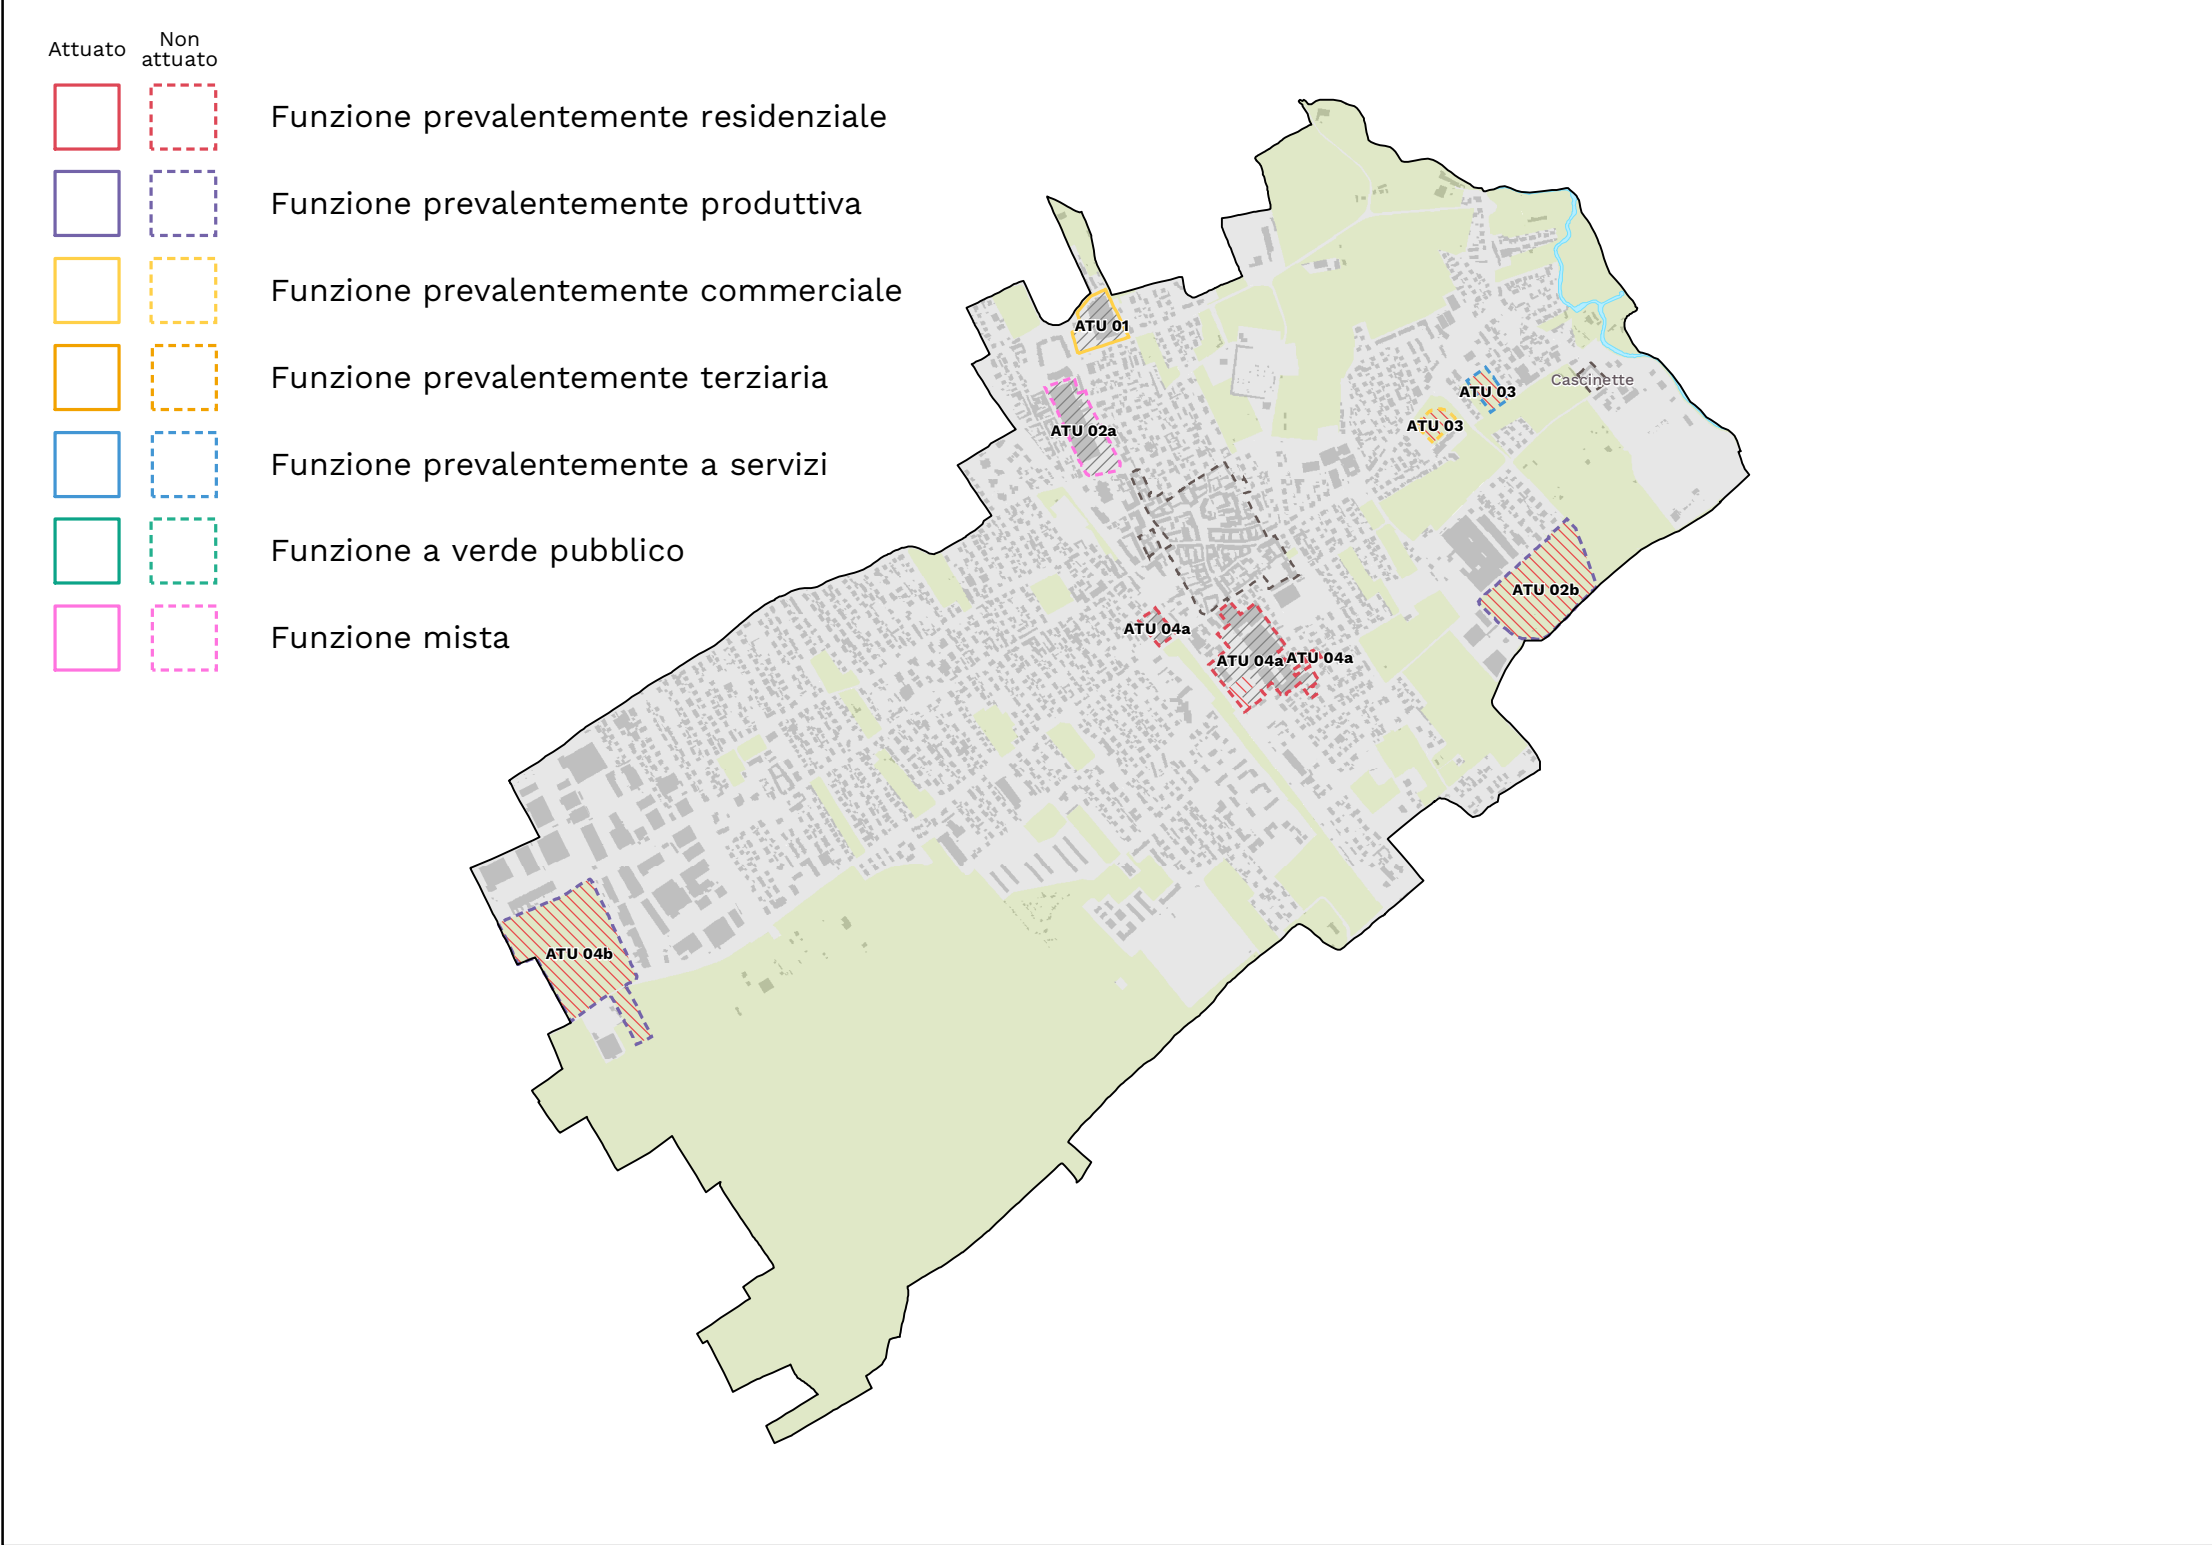 Attuato
Non
attuato
Funzione prevalentemente residenziale
Funzione prevalentemente produttiva
Funzione prevalentemente commerciale
Funzione prevalentemente terziaria
Funzione prevalentemente a servizi
Funzione a verde pubblico
Funzione mista
ATU 01
Cascinette
ATU 03
ATU 03
ATU 02a
ATU 02b
ATU 04a
ATU 04a
ATU 04a
ATU 04b